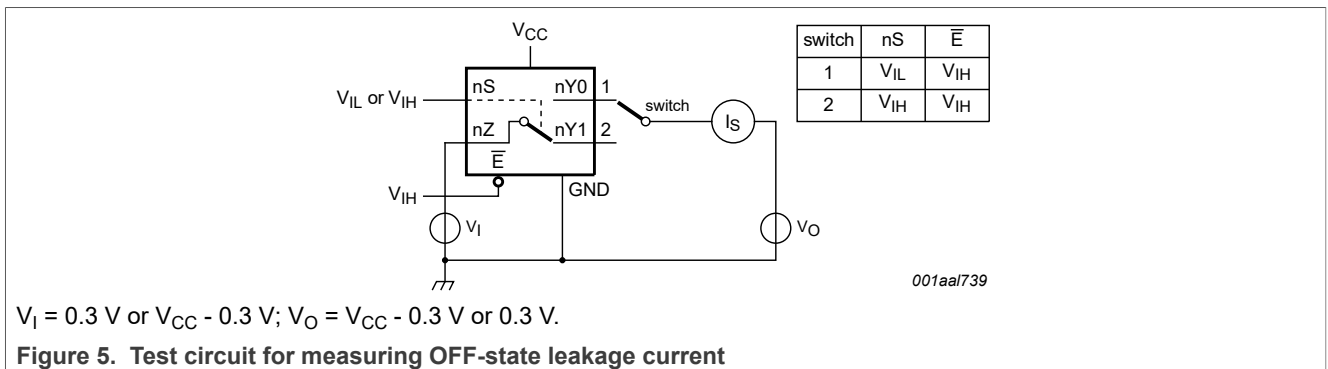 VCC
switch nS E̅
1 VIL VIH
2 VIH VIH
VIL or VIH
nS nY0 1
switch
IS
nZ nY1 2
E̅
VIH
GND
VI
VO
001aal739
VI = 0.3 V or VCC - 0.3 V; VO = VCC - 0.3 V or 0.3 V.
Figure 5. Test circuit for measuring OFF-state leakage current